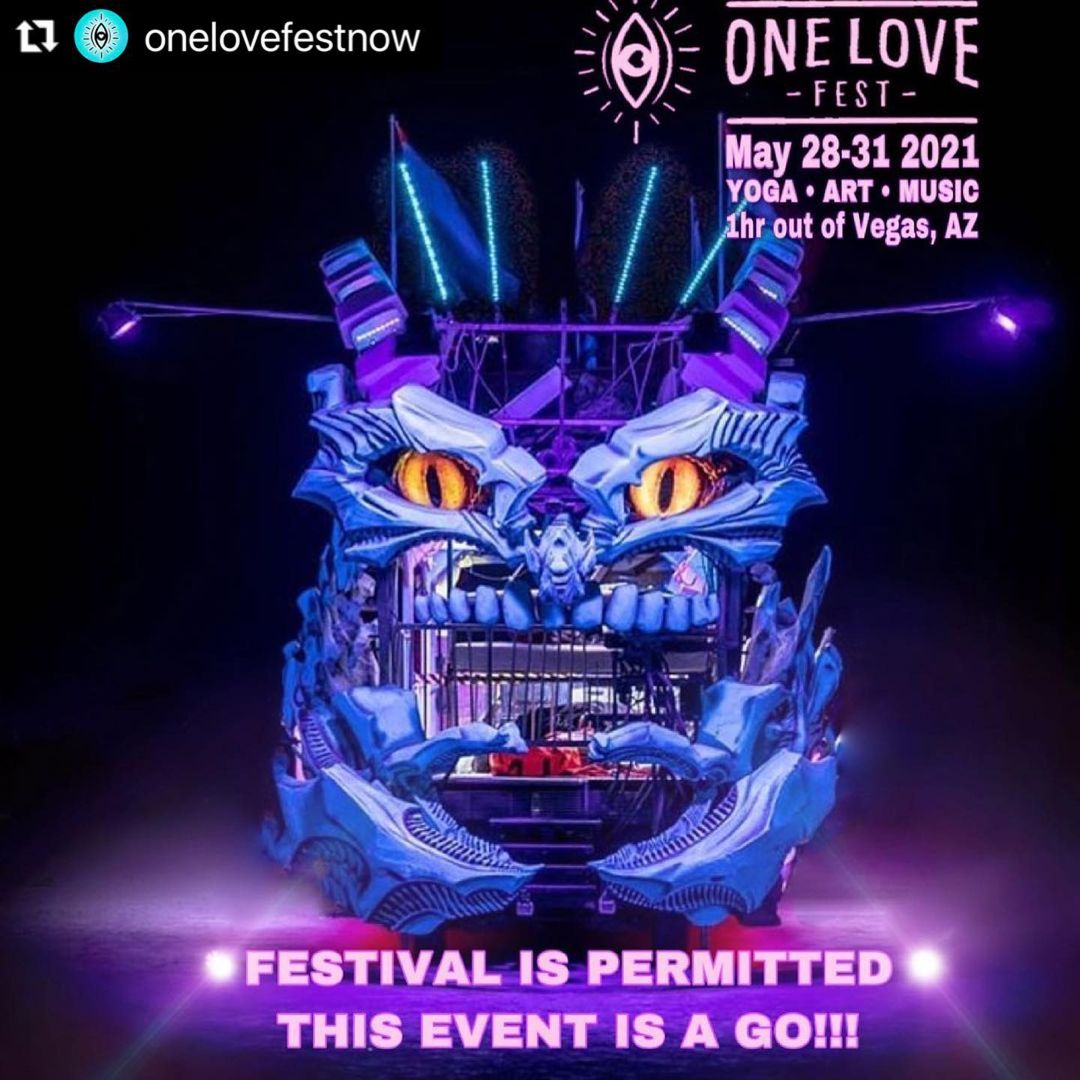 onelovefestnow
ONE LOVE
- FEST -
May 28-31 2021
YOGA • ART • MUSIC
1hr out of Vegas, AZ
• FESTIVAL IS PERMITTED •
THIS EVENT IS A GO!!!